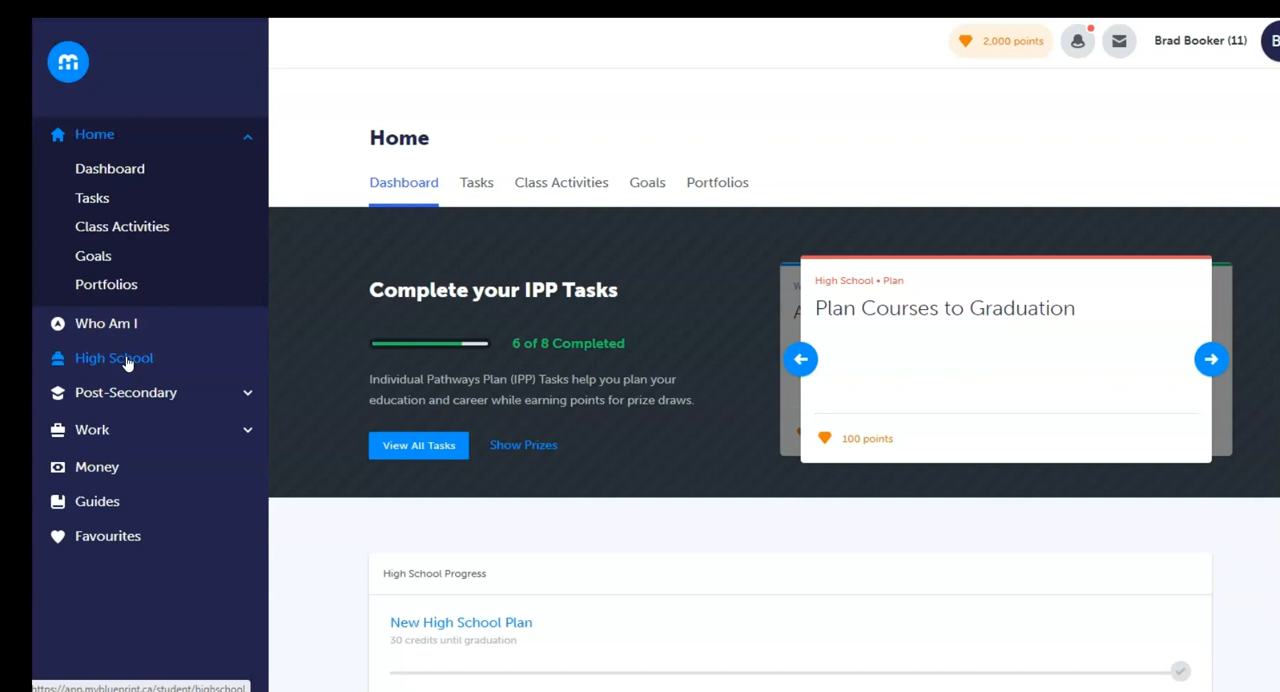 m
2,000 points
Brad Booker (11)
Home
Dashboard
Tasks
Class Activities
Goals
Portfolios
Who Am I
High School
Post-Secondary
Work
Money
Guides
Favourites
Home
Dashboard Tasks Class Activities Goals Portfolios
Complete your IPP Tasks
6 of 8 Completed
Individual Pathways Plan (IPP) Tasks help you plan your
education and career while earning points for prize draws.
View All Tasks Show Prizes
High School • Plan
Plan Courses to Graduation
100 points
High School Progress
New High School Plan
30 credits until graduation
https://app.myblueprint.ca/student/highschool